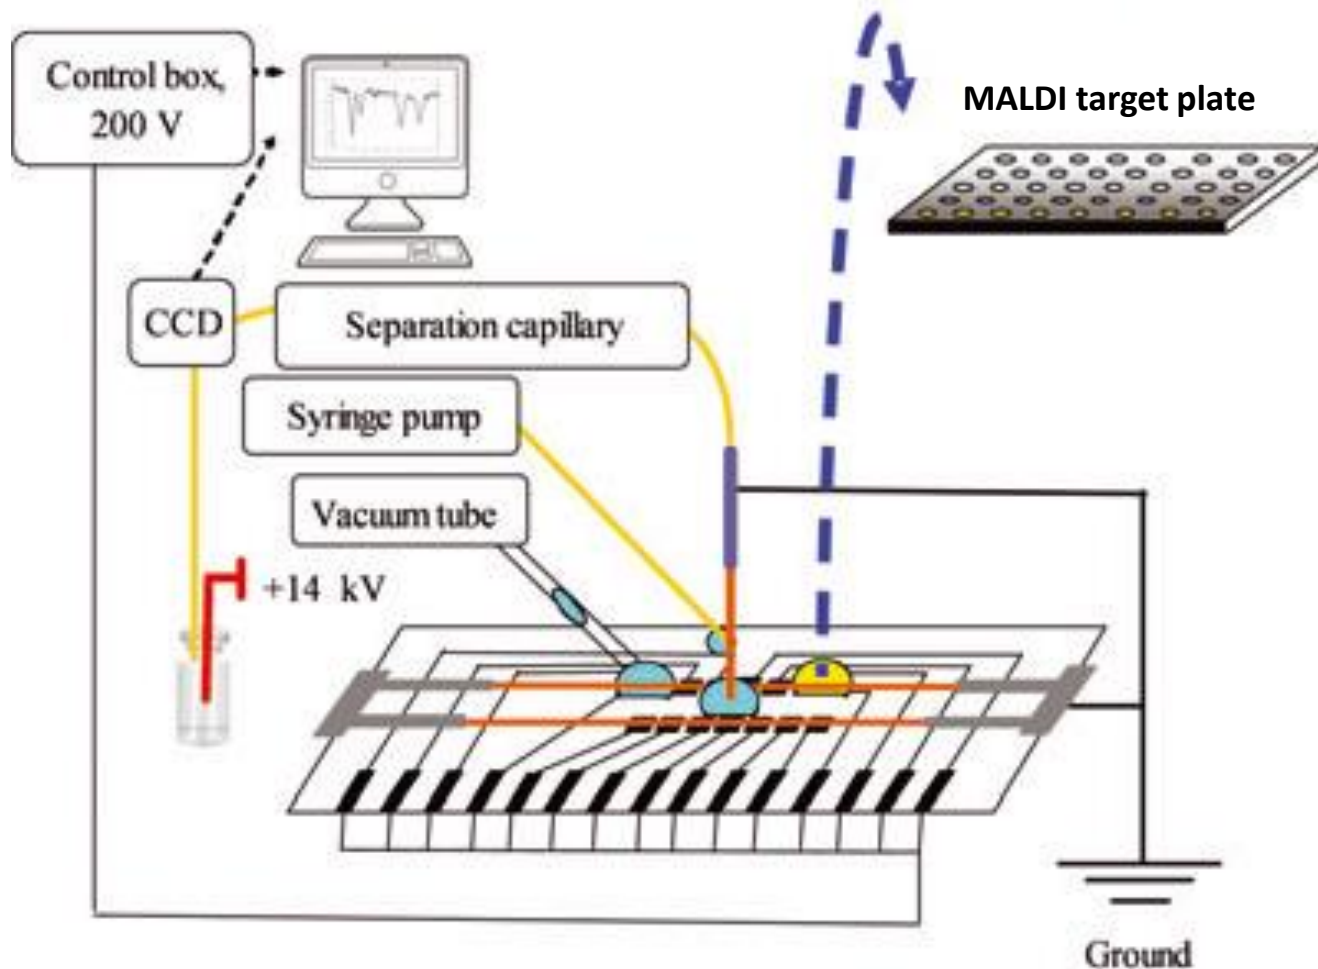 Control box,
200 V
MALDI target plate
CCD
Separation capillary
Syringe pump
Vacuum tube
+14 kV
Ground